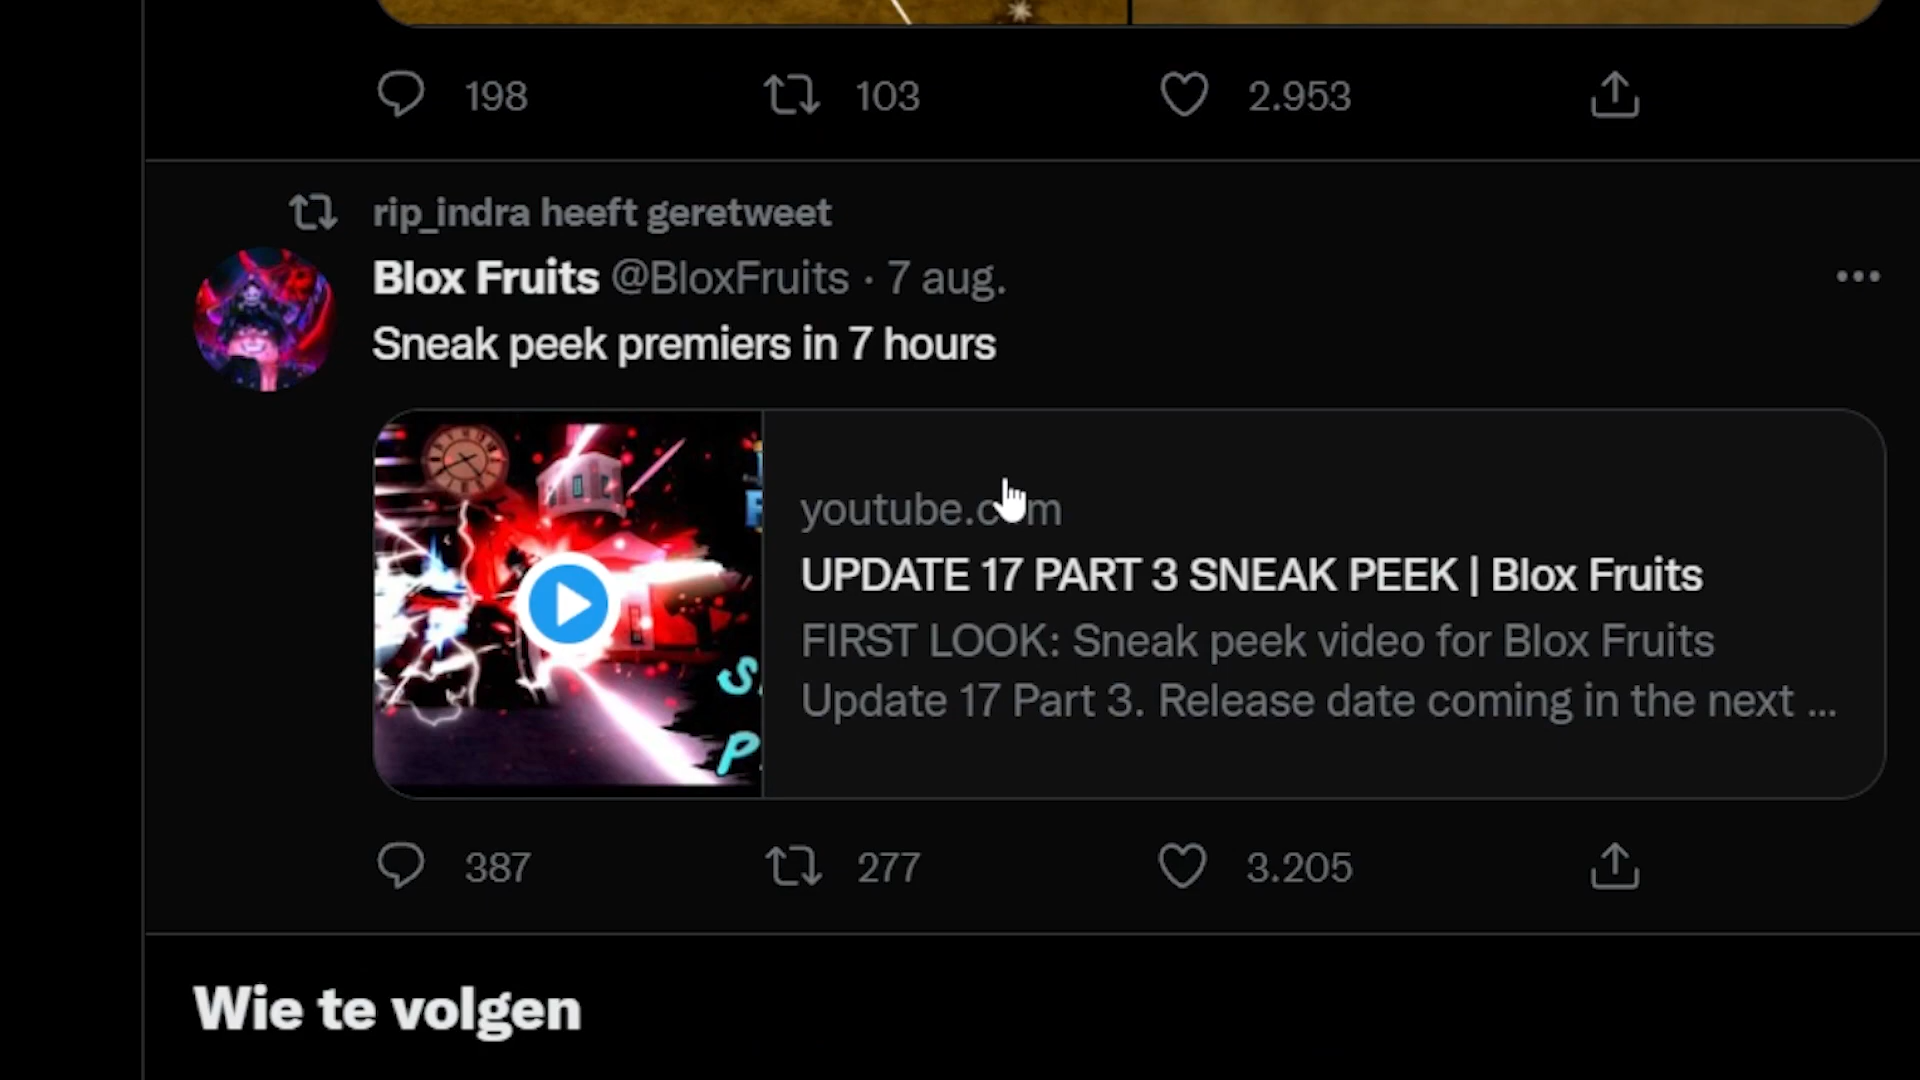 198 103 2.953
rip_indra heeft geretweet
Blox Fruits @BloxFruits · 7 aug.
Sneak peek premiers in 7 hours
youtube.com
UPDATE 17 PART 3 SNEAK PEEK | Blox Fruits
FIRST LOOK: Sneak peek video for Blox Fruits
Update 17 Part 3. Release date coming in the next ...
387 277 3.205
Wie te volgen